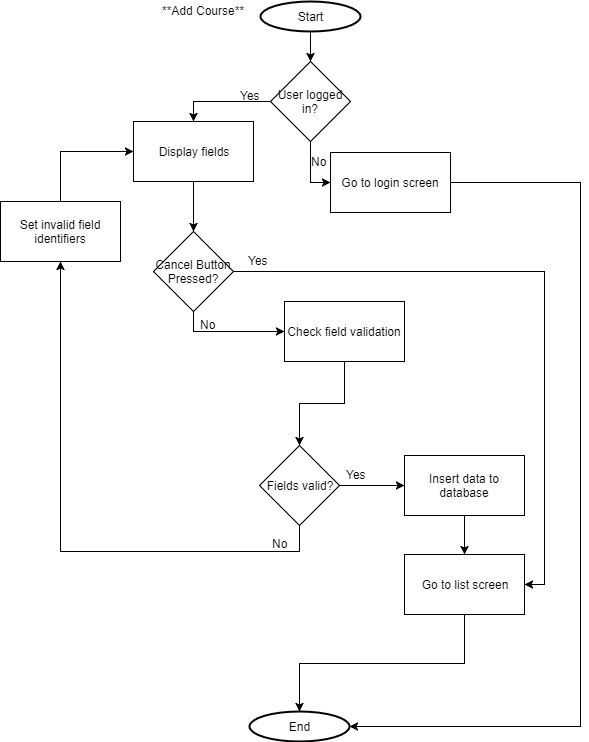 **Add Course**
Start
User logged
in?
Yes
No
Display fields
Go to login screen
Set invalid field
identifiers
Cancel Button
Pressed?
Yes
No
Check field validation
Fields valid?
Yes
Insert data to
database
No
Go to list screen
End